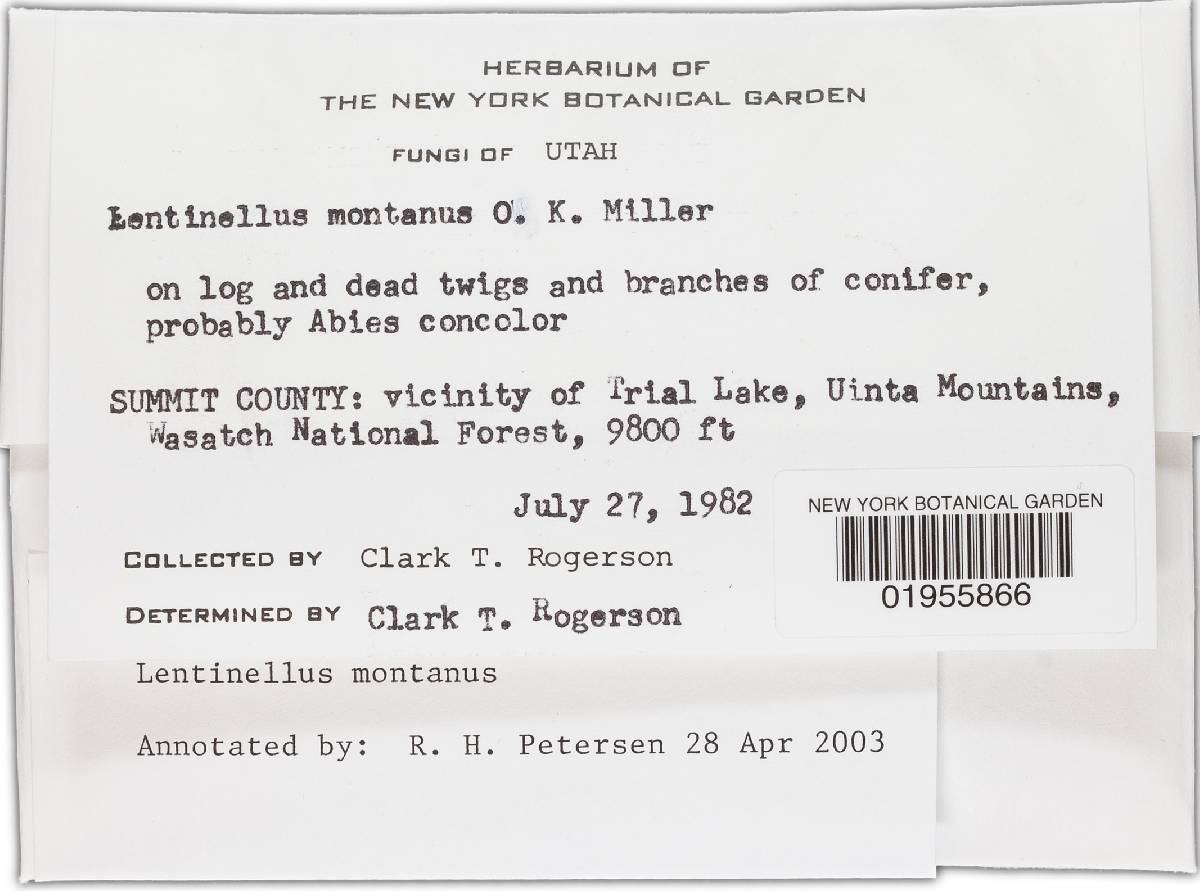 HERBARIUM OF
THE NEW YORK BOTANICAL GARDEN
FUNGI OF UTAH
Lentinellus montanus O. K. Miller
on log and dead twigs and branches of conifer,
probably Abies concolor
SUMMIT COUNTY: vicinity of Trial Lake, Uinta Mountains,
Wasatch National Forest, 9800 ft
July 27, 1982
NEW YORK BOTANICAL GARDEN
01955866
COLLECTED BY Clark T. Rogerson
DETERMINED BY Clark T. Rogerson
Lentinellus montanus
Annotated by: R. H. Petersen 28 Apr 2003